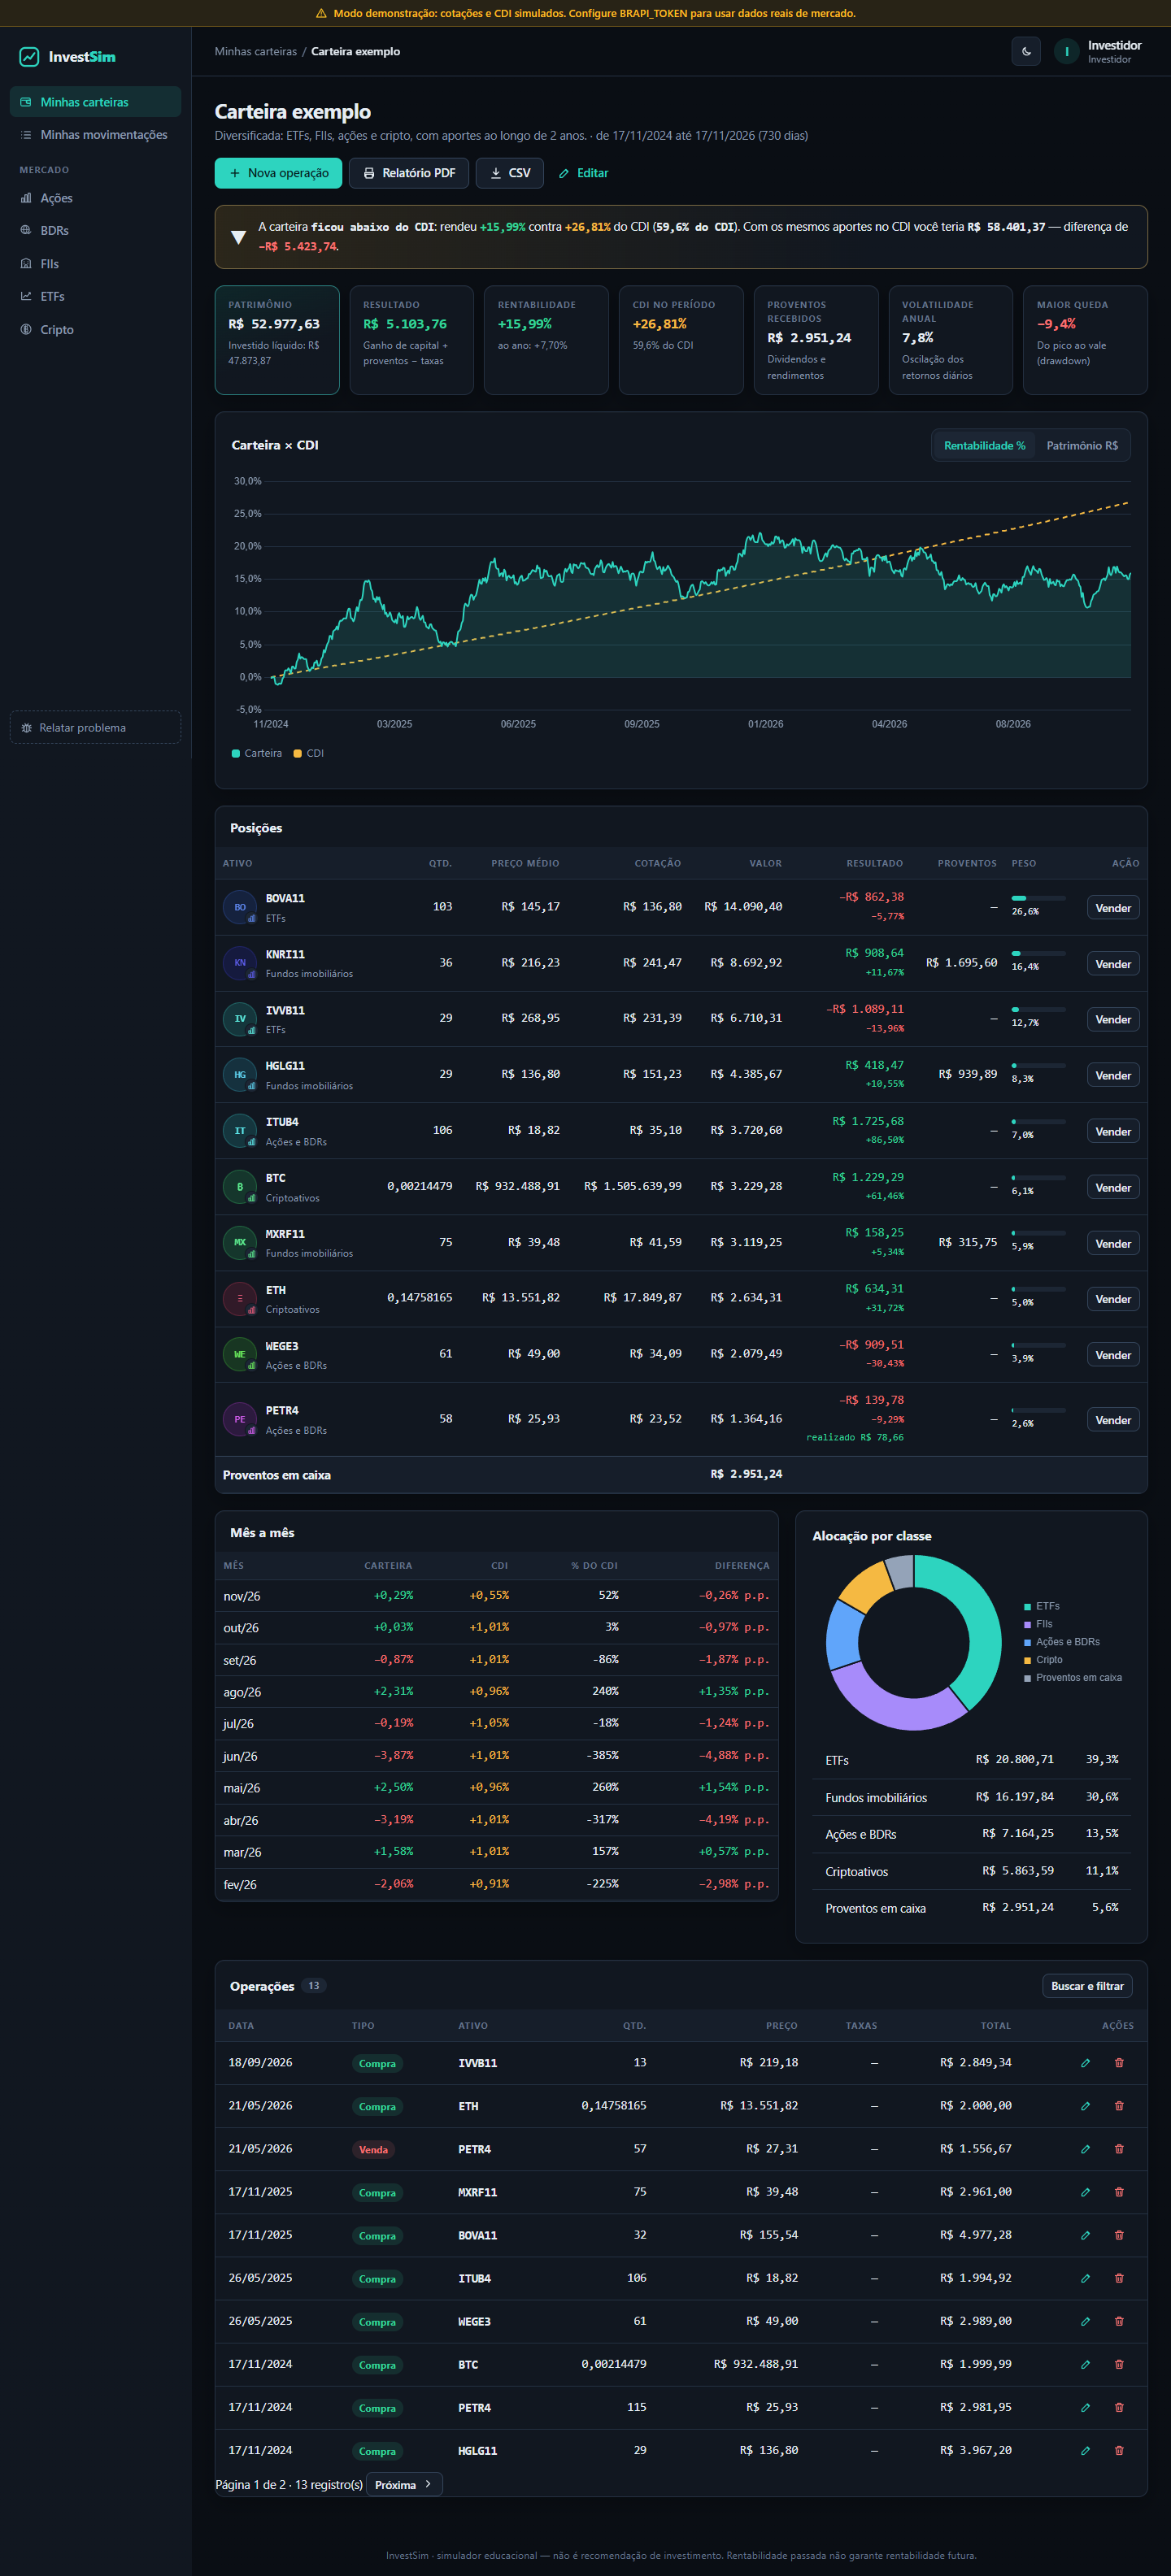 Modo demonstração: cotações e CDI simulados. Configure BRAPI_TOKEN para usar dados reais de mercado.
InvestSim
Minhas carteiras / Carteira exemplo
I
Investidor
Investidor
Minhas carteiras
Minhas movimentações
MERCADO
Ações
BDRs
FIIs
ETFs
Cripto
Relatar problema
Carteira exemplo
Diversificada: ETFs, FIIs, ações e cripto, com aportes ao longo de 2 anos. · de 17/11/2024 até 17/11/2026 (730 dias)
+ Nova operação Relatório PDF CSV Editar
▼ A carteira ficou abaixo do CDI: rendeu +15,99% contra +26,81% do CDI (59,6% do CDI). Com os mesmos aportes no CDI você teria R$ 58.401,37 — diferença de
−R$ 5.423,74.
PATRIMÔNIO
R$ 52.977,63
Investido líquido: R$
47.873,87
RESULTADO
R$ 5.103,76
Ganho de capital +
proventos − taxas
RENTABILIDADE
+15,99%
ao ano: +7,70%
CDI NO PERÍODO
+26,81%
59,6% do CDI
PROVENTOS
RECEBIDOS
R$ 2.951,24
Dividendos e
rendimentos
VOLATILIDADE
ANUAL
7,8%
Oscilação dos
retornos diários
MAIOR QUEDA
−9,4%
Do pico ao vale
(drawdown)
Carteira × CDI
Rentabilidade % Patrimônio R$
30,0%
25,0%
20,0%
15,0%
10,0%
5,0%
0,0%
-5,0%
11/2024 03/2025 06/2025 09/2025 01/2026 04/2026 08/2026
Carteira CDI
Posições
ATIVO QTD. PREÇO MÉDIO COTAÇÃO VALOR RESULTADO PROVENTOS PESO AÇÃO
BO BOVA11 103 R$ 145,17 R$ 136,80 R$ 14.090,40 −R$ 862,38 — Vender
ETFs −5,77% 26,6%
KN KNRI11 36 R$ 216,23 R$ 241,47 R$ 8.692,92 R$ 908,64 R$ 1.695,60 Vender
Fundos imobiliários +11,67% 16,4%
IV IVVB11 29 R$ 268,95 R$ 231,39 R$ 6.710,31 −R$ 1.089,11 — Vender
ETFs −13,96% 12,7%
HG HGLG11 29 R$ 136,80 R$ 151,23 R$ 4.385,67 R$ 418,47 R$ 939,89 Vender
Fundos imobiliários +10,55% 8,3%
IT ITUB4 106 R$ 18,82 R$ 35,10 R$ 3.720,60 R$ 1.725,68 — Vender
Ações e BDRs +86,50% 7,0%
₿ BTC 0,00214479 R$ 932.488,91 R$ 1.505.639,99 R$ 3.229,28 R$ 1.229,29 — Vender
Criptoativos +61,46% 6,1%
MX MXRF11 75 R$ 39,48 R$ 41,59 R$ 3.119,25 R$ 158,25 R$ 315,75 Vender
Fundos imobiliários +5,34% 5,9%
Ξ ETH 0,14758165 R$ 13.551,82 R$ 17.849,87 R$ 2.634,31 R$ 634,31 — Vender
Criptoativos +31,72% 5,0%
WE WEGE3 61 R$ 49,00 R$ 34,09 R$ 2.079,49 −R$ 909,51 — Vender
Ações e BDRs −30,43% 3,9%
PE PETR4 58 R$ 25,93 R$ 23,52 R$ 1.364,16 −R$ 139,78 — Vender
Ações e BDRs −9,29% 2,6%
realizado R$ 78,66
Proventos em caixa R$ 2.951,24
Mês a mês
MÊS CARTEIRA CDI % DO CDI DIFERENÇA
nov/26 +0,29% +0,55% 52% −0,26% p.p.
out/26 +0,03% +1,01% 3% −0,97% p.p.
set/26 −0,87% +1,01% -86% −1,87% p.p.
ago/26 +2,31% +0,96% 240% +1,35% p.p.
jul/26 −0,19% +1,05% -18% −1,24% p.p.
jun/26 −3,87% +1,01% -385% −4,88% p.p.
mai/26 +2,50% +0,96% 260% +1,54% p.p.
abr/26 −3,19% +1,01% -317% −4,19% p.p.
mar/26 +1,58% +1,01% 157% +0,57% p.p.
fev/26 −2,06% +0,91% -225% −2,98% p.p.
Alocação por classe
ETFs
FIIs
Ações e BDRs
Cripto
Proventos em caixa
ETFs R$ 20.800,71 39,3%
Fundos imobiliários R$ 16.197,84 30,6%
Ações e BDRs R$ 7.164,25 13,5%
Criptoativos R$ 5.863,59 11,1%
Proventos em caixa R$ 2.951,24 5,6%
Operações 13
Buscar e filtrar
DATA TIPO ATIVO QTD. PREÇO TAXAS TOTAL AÇÕES
18/09/2026 Compra IVVB11 13 R$ 219,18 — R$ 2.849,34
21/05/2026 Compra ETH 0,14758165 R$ 13.551,82 — R$ 2.000,00
21/05/2026 Venda PETR4 57 R$ 27,31 — R$ 1.556,67
17/11/2025 Compra MXRF11 75 R$ 39,48 — R$ 2.961,00
17/11/2025 Compra BOVA11 32 R$ 155,54 — R$ 4.977,28
26/05/2025 Compra ITUB4 106 R$ 18,82 — R$ 1.994,92
26/05/2025 Compra WEGE3 61 R$ 49,00 — R$ 2.989,00
17/11/2024 Compra BTC 0,00214479 R$ 932.488,91 — R$ 1.999,99
17/11/2024 Compra PETR4 115 R$ 25,93 — R$ 2.981,95
17/11/2024 Compra HGLG11 29 R$ 136,80 — R$ 3.967,20
Página 1 de 2 · 13 registro(s) Próxima
InvestSim · simulador educacional — não é recomendação de investimento. Rentabilidade passada não garante rentabilidade futura.